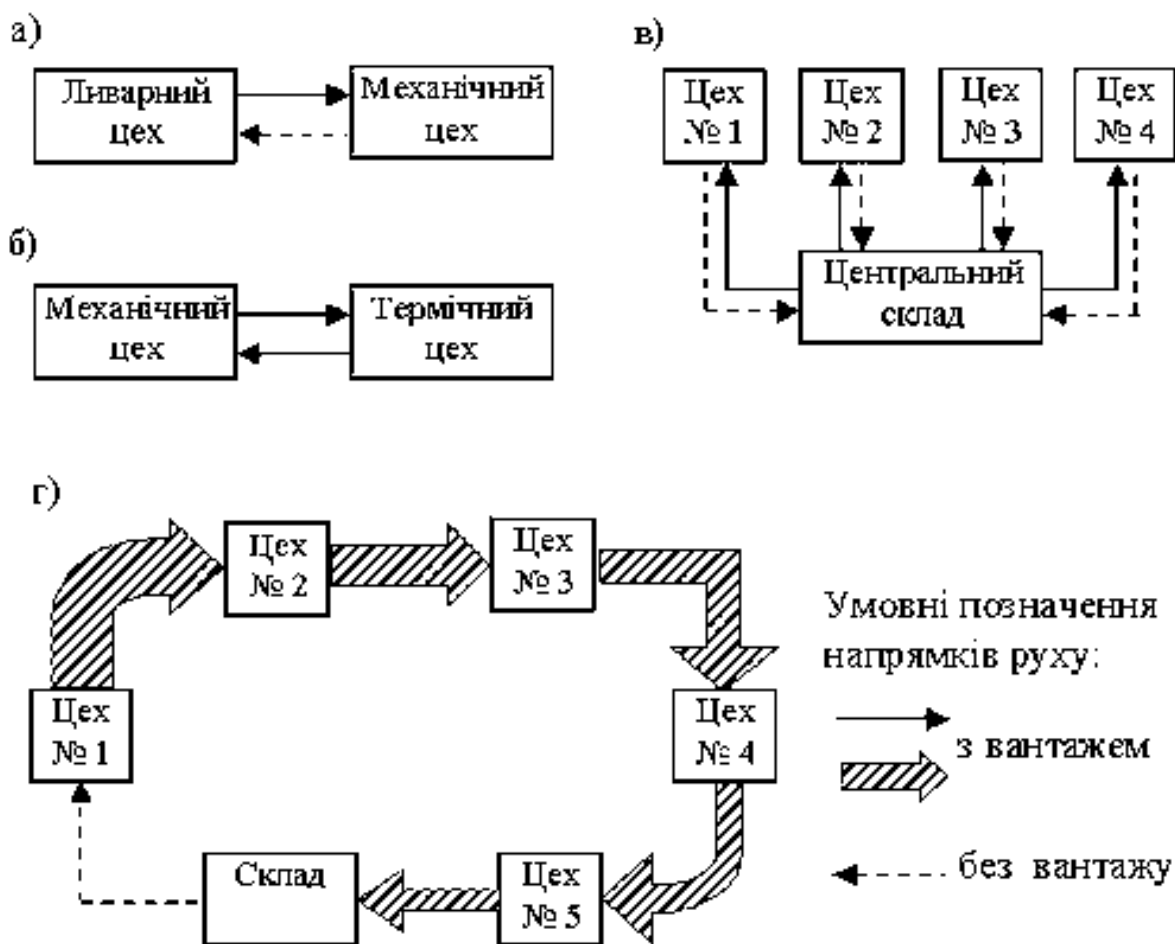 а)
Ливарний
цех
Механічний
цех
б)
Механічний
цех
Термічний
цех
в)
Цех
№ 1
Цех
№ 2
Цех
№ 3
Цех
№ 4
Центральний
склад
г)
Цех
№ 1
Цех
№ 2
Цех
№ 3
Цех
№ 4
Цех
№ 5
Склад
Умовні позначення
напрямків руху:
з вантажем
без вантажу